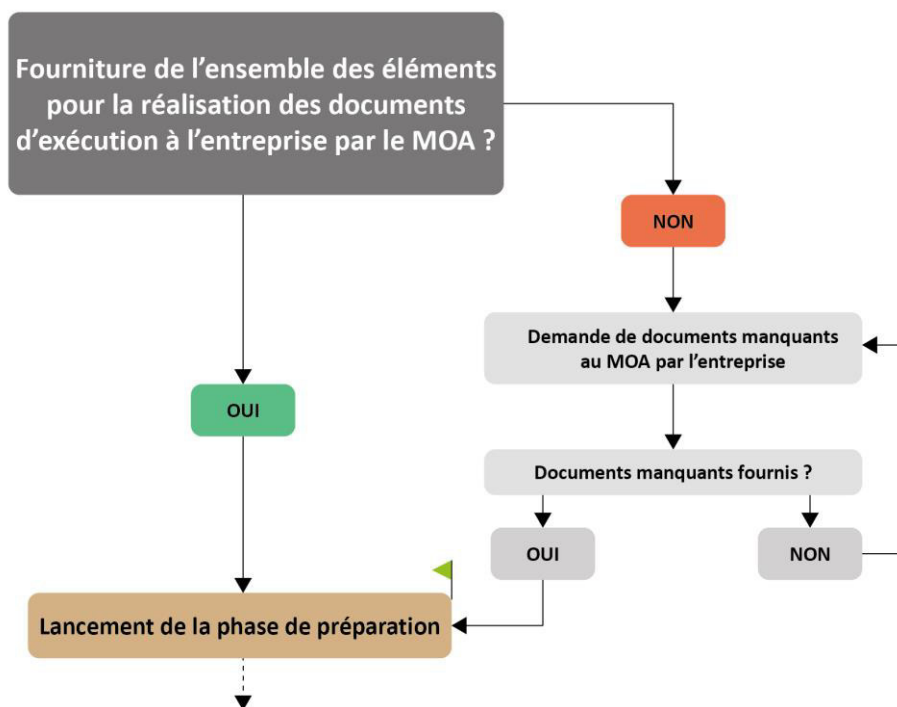 Fourniture de l’ensemble des éléments
pour la réalisation des documents
d’exécution à l’entreprise par le MOA ?
NON
Demande de documents manquants
au MOA par l’entreprise
OUI
Documents manquants fournis ?
OUI
NON
Lancement de la phase de préparation